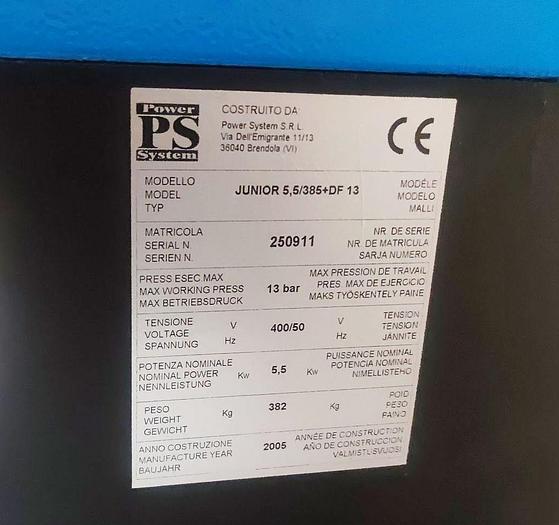 Power
PS
System
COSTRUITO DA
Power System S.R.L.
Via Dell'Emigrante 11/13
36040 Brendola (VI)
CE
MODELLO
MODEL
TYP
JUNIOR 5,5/385+DF 13
MODÈLE
MODELO
MALLI
MATRICOLA
SERIAL N.
SERIEN N.
250911
NR. DE SERIE
NR. DE MATRICULA
SARJA NUMERO
PRESS ESEC MAX
MAX WORKING PRESS
MAX BETRIEBSDRUCK
13 bar
MAX PRESSION DE TRAVAIL
PRES. MAX DE EJERCICIO
MAKS TYÖSKENTELY PAINE
TENSIONE
VOLTAGE
SPANNUNG
V
Hz
400/50
V
Hz
TENSION
TENSION
JÄNNITE
POTENZA NOMINALE
NOMINAL POWER
NENNLEISTUNG
Kw
5,5
Kw
PUISSANCE NOMINAL
POTENCIA NOMINAL
NIMELLISTEHO
PESO
WEIGHT
GEWICHT
Kg
382
Kg
POID
PESO
PAINO
ANNO COSTRUZIONE
MANUFACTURE YEAR
BAUJAHR
2005
ANNÉE DE CONSTRUCTION
AÑO DE CONSTRUCCION
VALMISTUSVUOSI